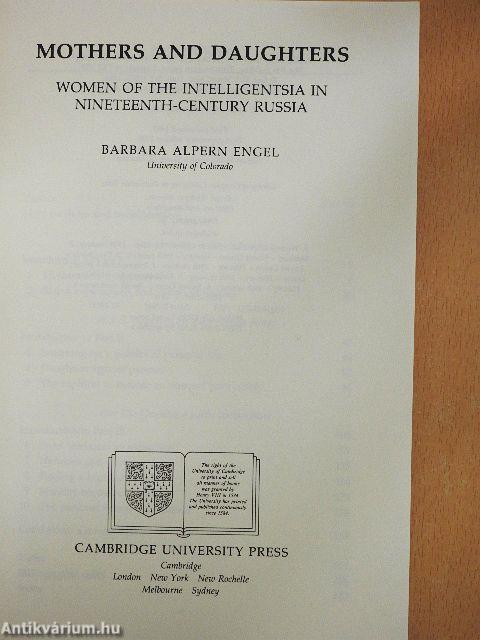 MOTHERS AND DAUGHTERS
WOMEN OF THE INTELLIGENTSIA IN
NINETEENTH-CENTURY RUSSIA
BARBARA ALPERN ENGEL
University of Colorado
The right of the
University of Cambridge
to print and sell
all manner of books
was granted by
Henry VIII in 1534.
The University has printed
and published continuously
since 1584.
CAMBRIDGE UNIVERSITY PRESS
Cambridge
London New York New Rochelle
Melbourne Sydney
Antikvárium.hu